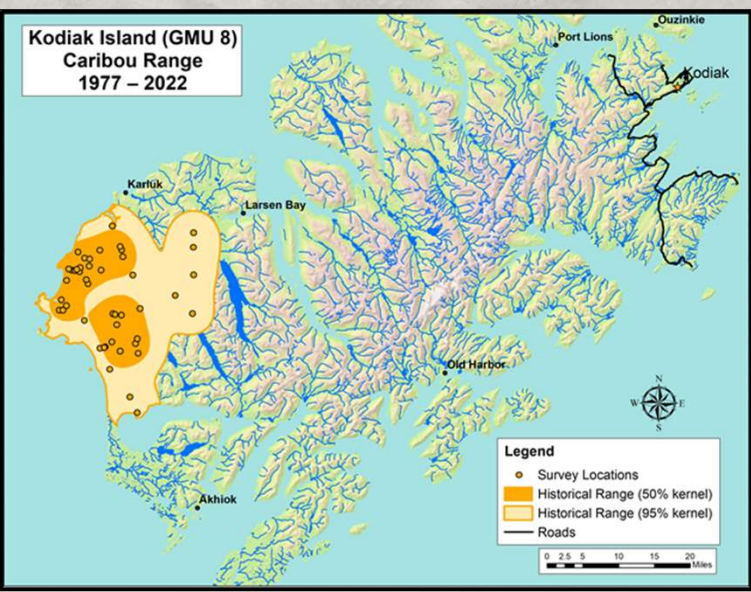 Kodiak Island (GMU 8)
Caribou Range
1977 – 2022
Ouzinkie
Port Lions
Kodiak
Karluk
Larsen Bay
Old Harbor
Akhiok
N
W E
S
Legend
Survey Locations
Historical Range (50% kernel)
Historical Range (95% kernel)
Roads
0 2.5 5 10 15 20
Miles